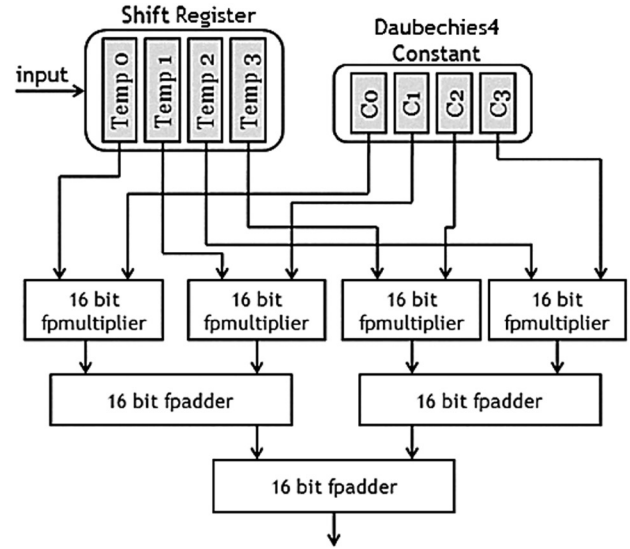 Shift Register
Daubechies4
Constant
input
Temp 0
Temp 1
Temp 2
Temp 3
C0
C1
C2
C3
16 bit
fpmultiplier
16 bit
fpmultiplier
16 bit
fpmultiplier
16 bit
fpmultiplier
16 bit fpadder
16 bit fpadder
16 bit fpadder